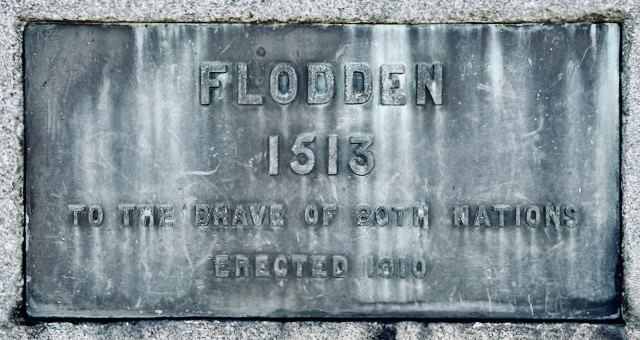 FLODDEN
1513
TO THE BRAVE OF BOTH NATIONS
ERECTED 1910